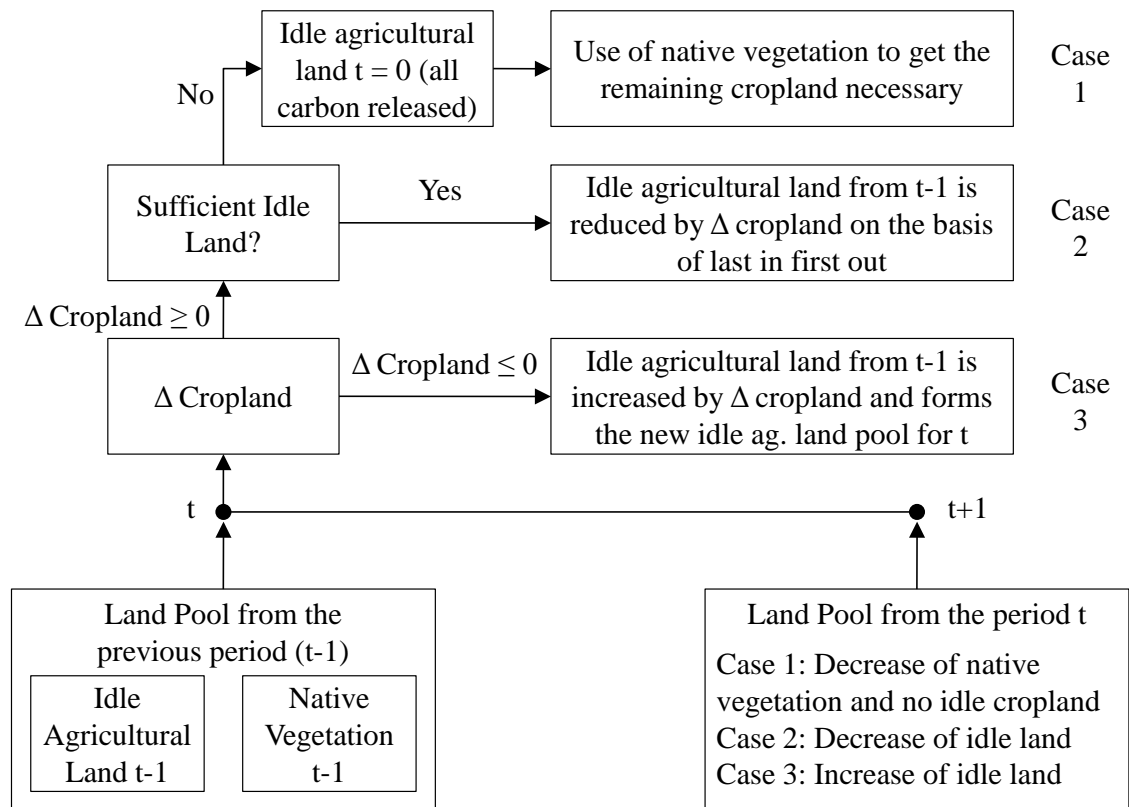 Idle agricultural
land t = 0 (all
carbon released)
Use of native vegetation to get the
remaining cropland necessary
Case
1
No
Sufficient Idle
Land?
Yes
Idle agricultural land from t-1 is
reduced by Δ cropland on the basis
of last in first out
Case
2
Δ Cropland ≥ 0
Δ Cropland
Δ Cropland ≤ 0
Idle agricultural land from t-1 is
increased by Δ cropland and forms
the new idle ag. land pool for t
Case
3
t
t+1
Land Pool from the
previous period (t-1)
Idle
Agricultural
Land t-1
Native
Vegetation
t-1
Land Pool from the period t
Case 1: Decrease of native
vegetation and no idle cropland
Case 2: Decrease of idle land
Case 3: Increase of idle land